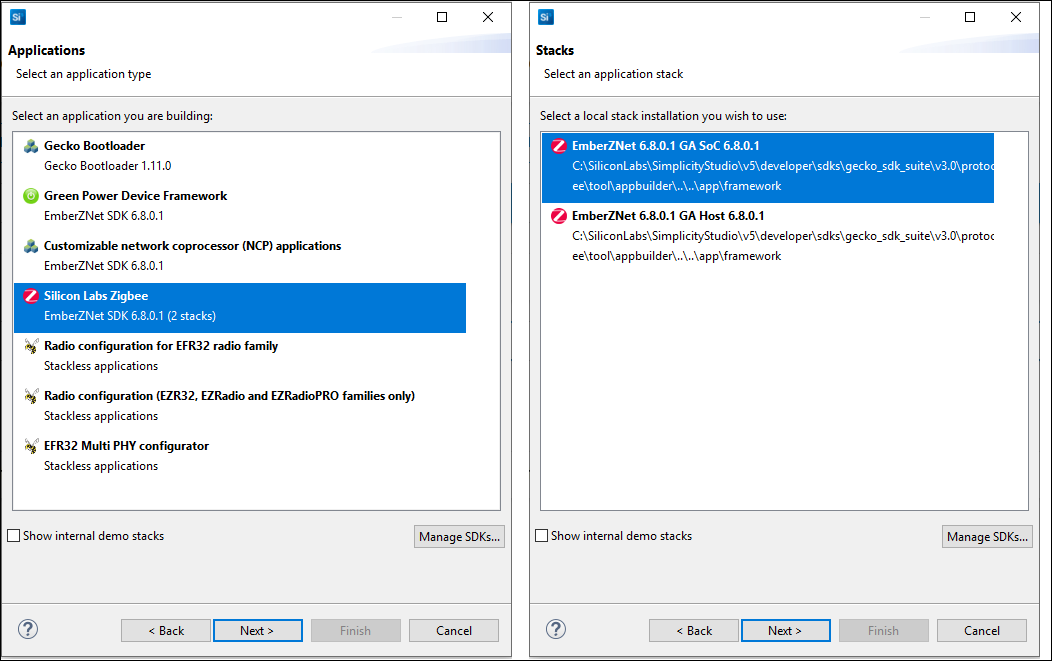 Si
Applications
Select an application type
Select an application you are building:
Gecko Bootloader
Gecko Bootloader 1.11.0
Green Power Device Framework
EmberZNet SDK 6.8.0.1
Customizable network coprocessor (NCP) applications
EmberZNet SDK 6.8.0.1
Silicon Labs Zigbee
EmberZNet SDK 6.8.0.1 (2 stacks)
Radio configuration for EFR32 radio family
Stackless applications
Radio configuration (EZR32, EZRadio and EZRadioPRO families only)
Stackless applications
EFR32 Multi PHY configurator
Stackless applications
Show internal demo stacks
Manage SDKs...
?
< Back
Next >
Finish
Cancel
Si
Stacks
Select an application stack
Select a local stack installation you wish to use:
EmberZNet 6.8.0.1 GA SoC 6.8.0.1
C:\SiliconLabs\SimplicityStudio\v5\developer\sdks\gecko_sdk_suite\v3.0\protoc
ee\tool\appbuilder\..\..\app\framework
EmberZNet 6.8.0.1 GA Host 6.8.0.1
C:\SiliconLabs\SimplicityStudio\v5\developer\sdks\gecko_sdk_suite\v3.0\protoc
ee\tool\appbuilder\..\..\app\framework
Show internal demo stacks
Manage SDKs...
?
< Back
Next >
Finish
Cancel